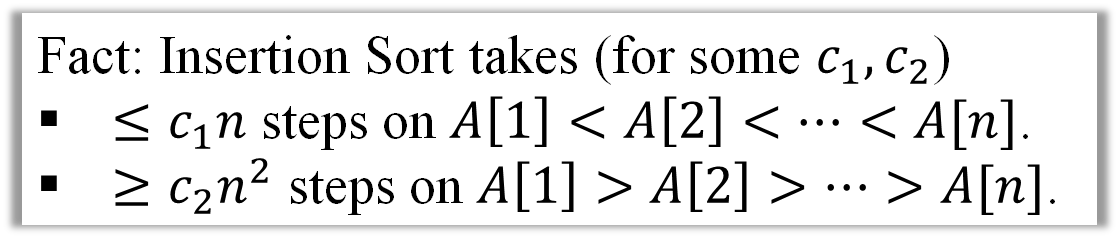 Fact: Insertion Sort takes (for some c₁, c₂)
▪ ≤ c₁n steps on A[1] < A[2] < ⋯ < A[n].
▪ ≥ c₂n² steps on A[1] > A[2] > ⋯ > A[n].